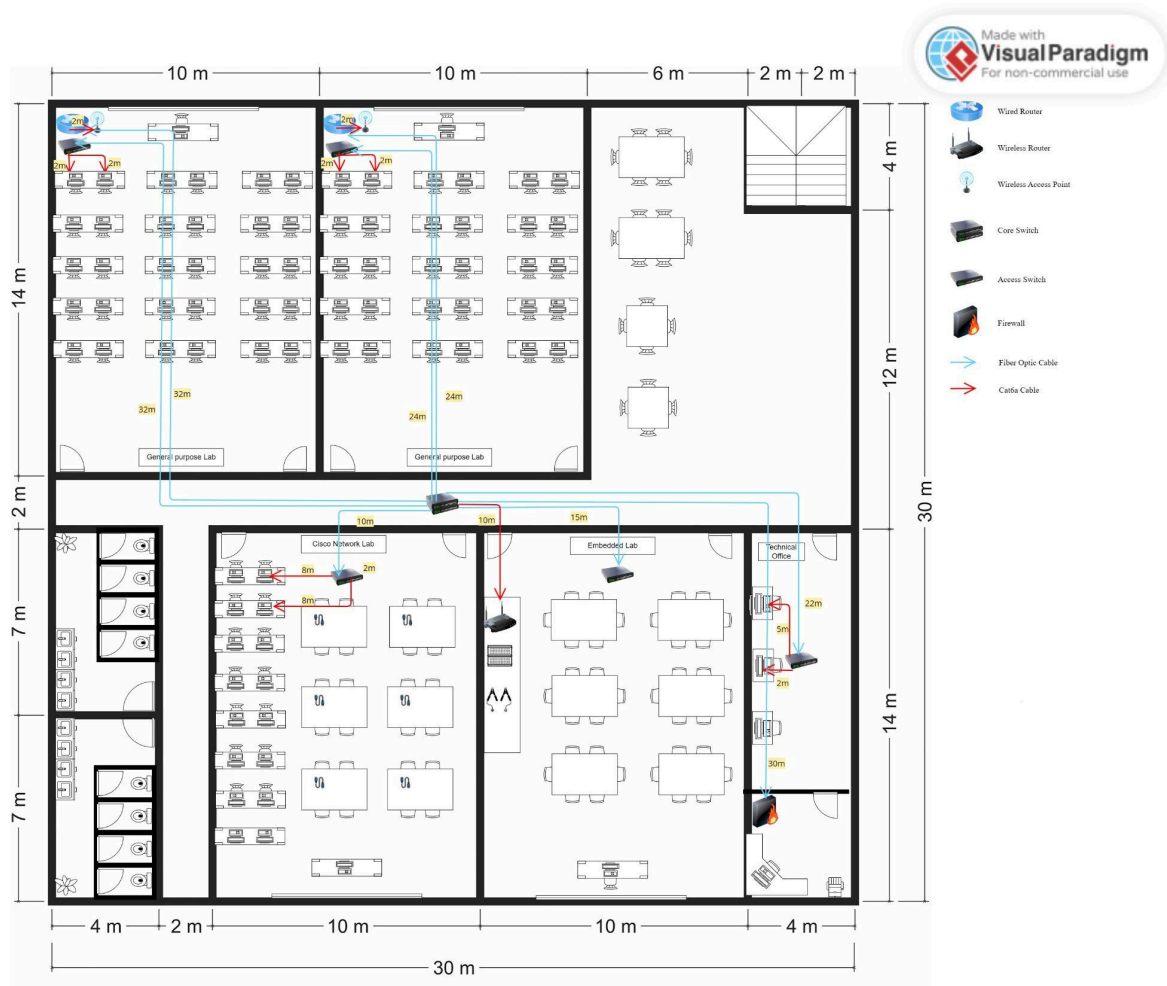 Made with
Visual Paradigm
For non-commercial use
10 m
10 m
6 m
2 m
2 m
Wired Router
Wireless Router
Wireless Access Point
Core Switch
Access Switch
Firewall
Fiber Optic Cable
Cat6a Cable
4 m
12 m
14 m
30 m
14 m
2 m
7 m
7 m
2m
2m
2m
2m
2m
2m
32m
32m
24m
24m
General purpose Lab
General purpose Lab
10m
10m
15m
Cisco Network Lab
Embedded Lab
Technical
Office
8m
2m
8m
22m
5m
2m
30m
4 m
2 m
10 m
10 m
4 m
30 m